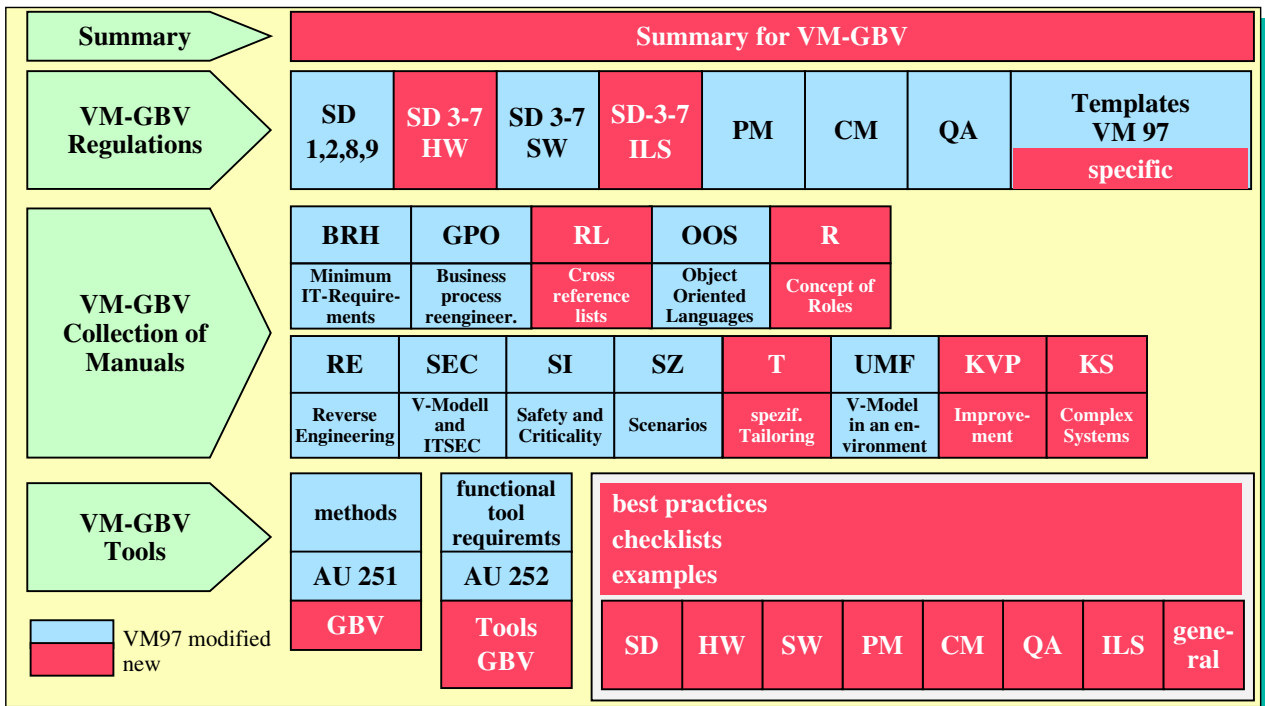 Summary
Summary for VM-GBV
VM-GBV
Regulations
SD
1,2,8,9
SD 3-7
HW
SD 3-7
SW
SD-3-7
ILS
PM
CM
QA
Templates
VM 97
specific
VM-GBV
Collection of
Manuals
BRH
Minimum
IT-Require-
ments
GPO
Business
process
reengineer.
RL
Cross
reference
lists
OOS
Object
Oriented
Languages
R
Concept of
Roles
RE
Reverse
Engineering
SEC
V-Modell
and
ITSEC
SI
Safety and
Criticality
SZ
Scenarios
T
spezif.
Tailoring
UMF
V-Model
in an en-
vironment
KVP
Improve-
ment
KS
Complex
Systems
VM-GBV
Tools
methods
AU 251
GBV
functional
tool
requiremts
AU 252
Tools
GBV
best practices
checklists
examples
SD
HW
SW
PM
CM
QA
ILS
gene-
ral
VM97 modified
new